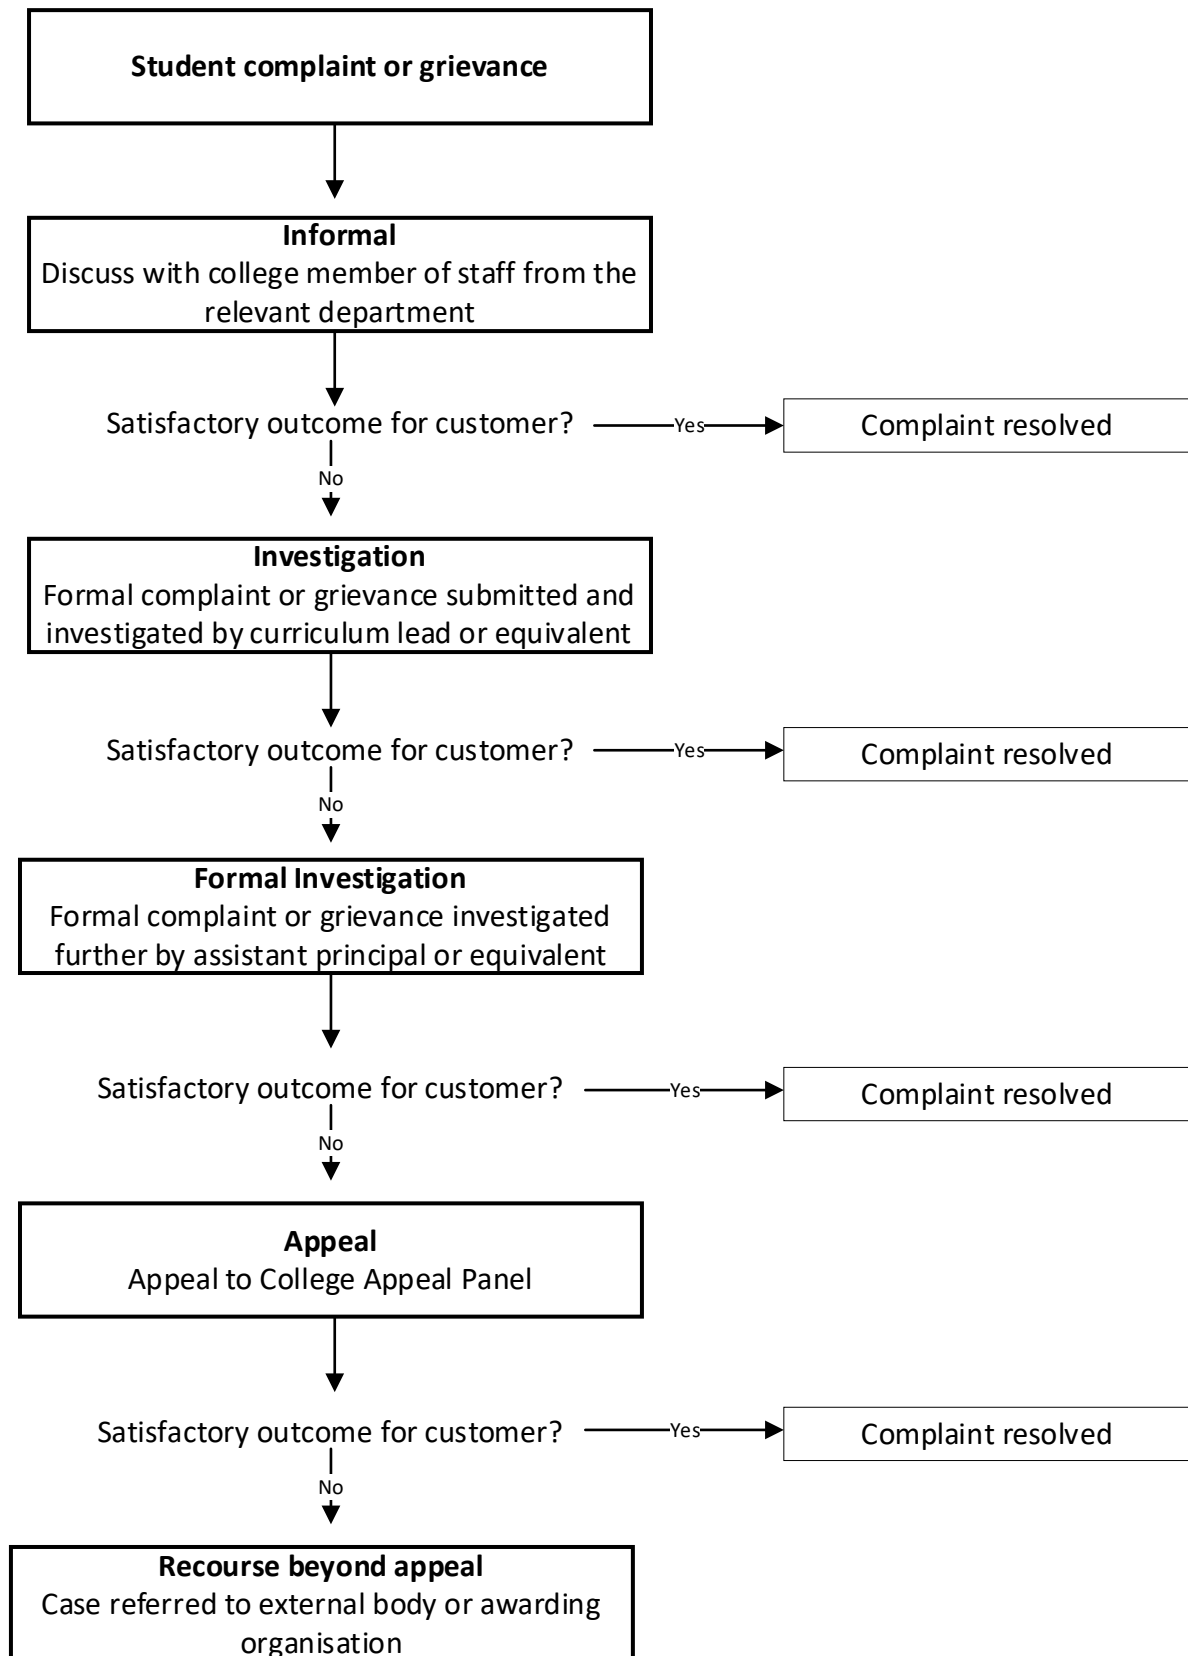 Student complaint or grievance
Informal
Discuss with college member of staff from the
relevant department
Satisfactory outcome for customer?
Yes
Complaint resolved
No
Investigation
Formal complaint or grievance submitted and
investigated by curriculum lead or equivalent
Satisfactory outcome for customer?
Yes
Complaint resolved
No
Formal Investigation
Formal complaint or grievance investigated
further by assistant principal or equivalent
Satisfactory outcome for customer?
Yes
Complaint resolved
No
Appeal
Appeal to College Appeal Panel
Satisfactory outcome for customer?
Yes
Complaint resolved
No
Recourse beyond appeal
Case referred to external body or awarding
organisation